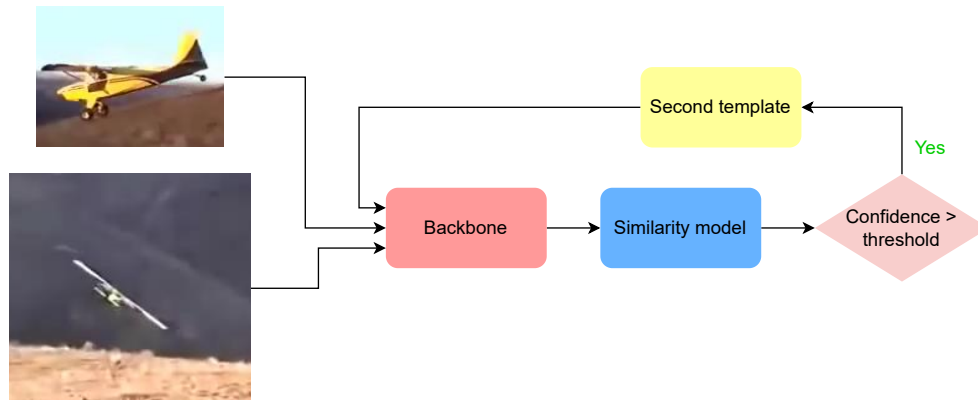 Second template
Yes
Backbone
Similarity model
Confidence >
threshold